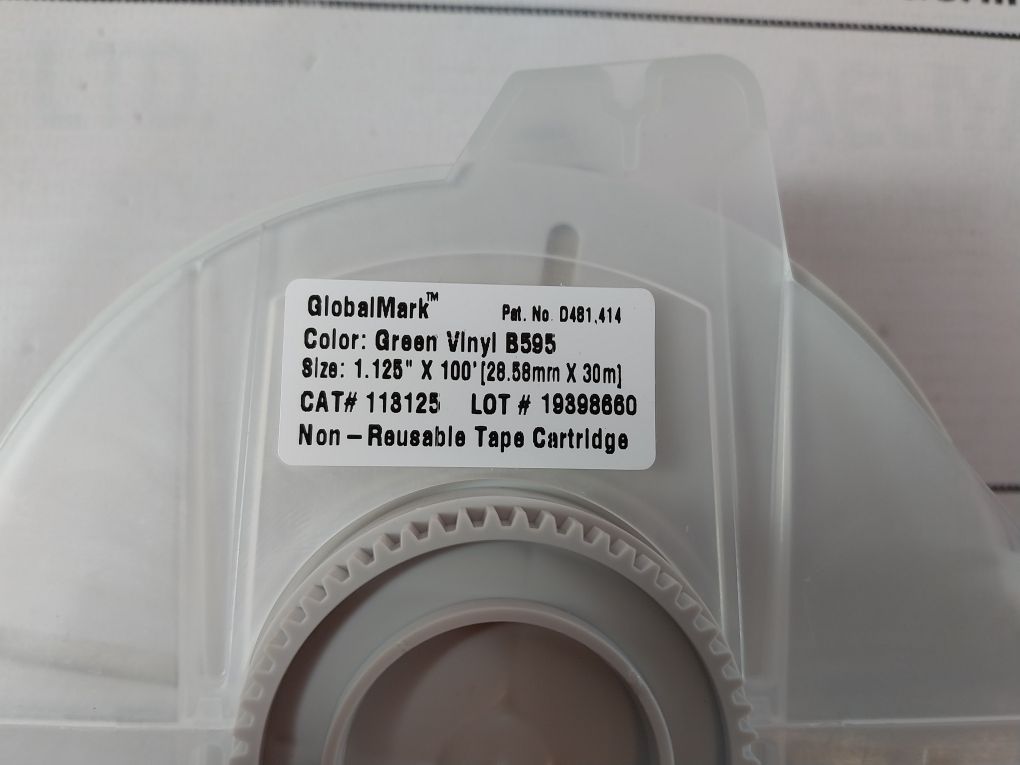 GlobalMark™ Pat. No. D481,414
Color: Green Vinyl B595
Size: 1.125" X 100' [28.58mm X 30m]
CAT# 113125 LOT # 19398660
Non-Reusable Tape Cartridge